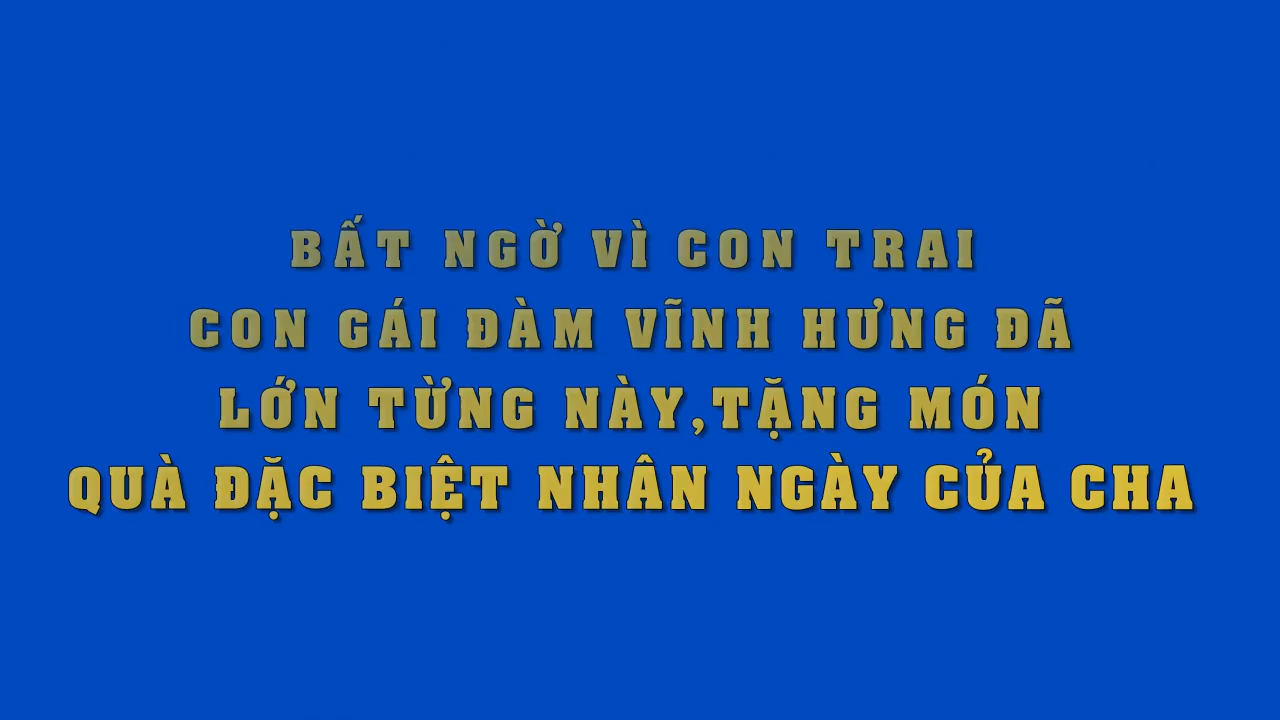 BẤT NGỜ VÌ CON TRAI
CON GÁI ĐÀM VĨNH HƯNG ĐÃ
LỚN TỪNG NÀY,TẶNG MÓN
QUÀ ĐẶC BIỆT NHÂN NGÀY CỦA CHA